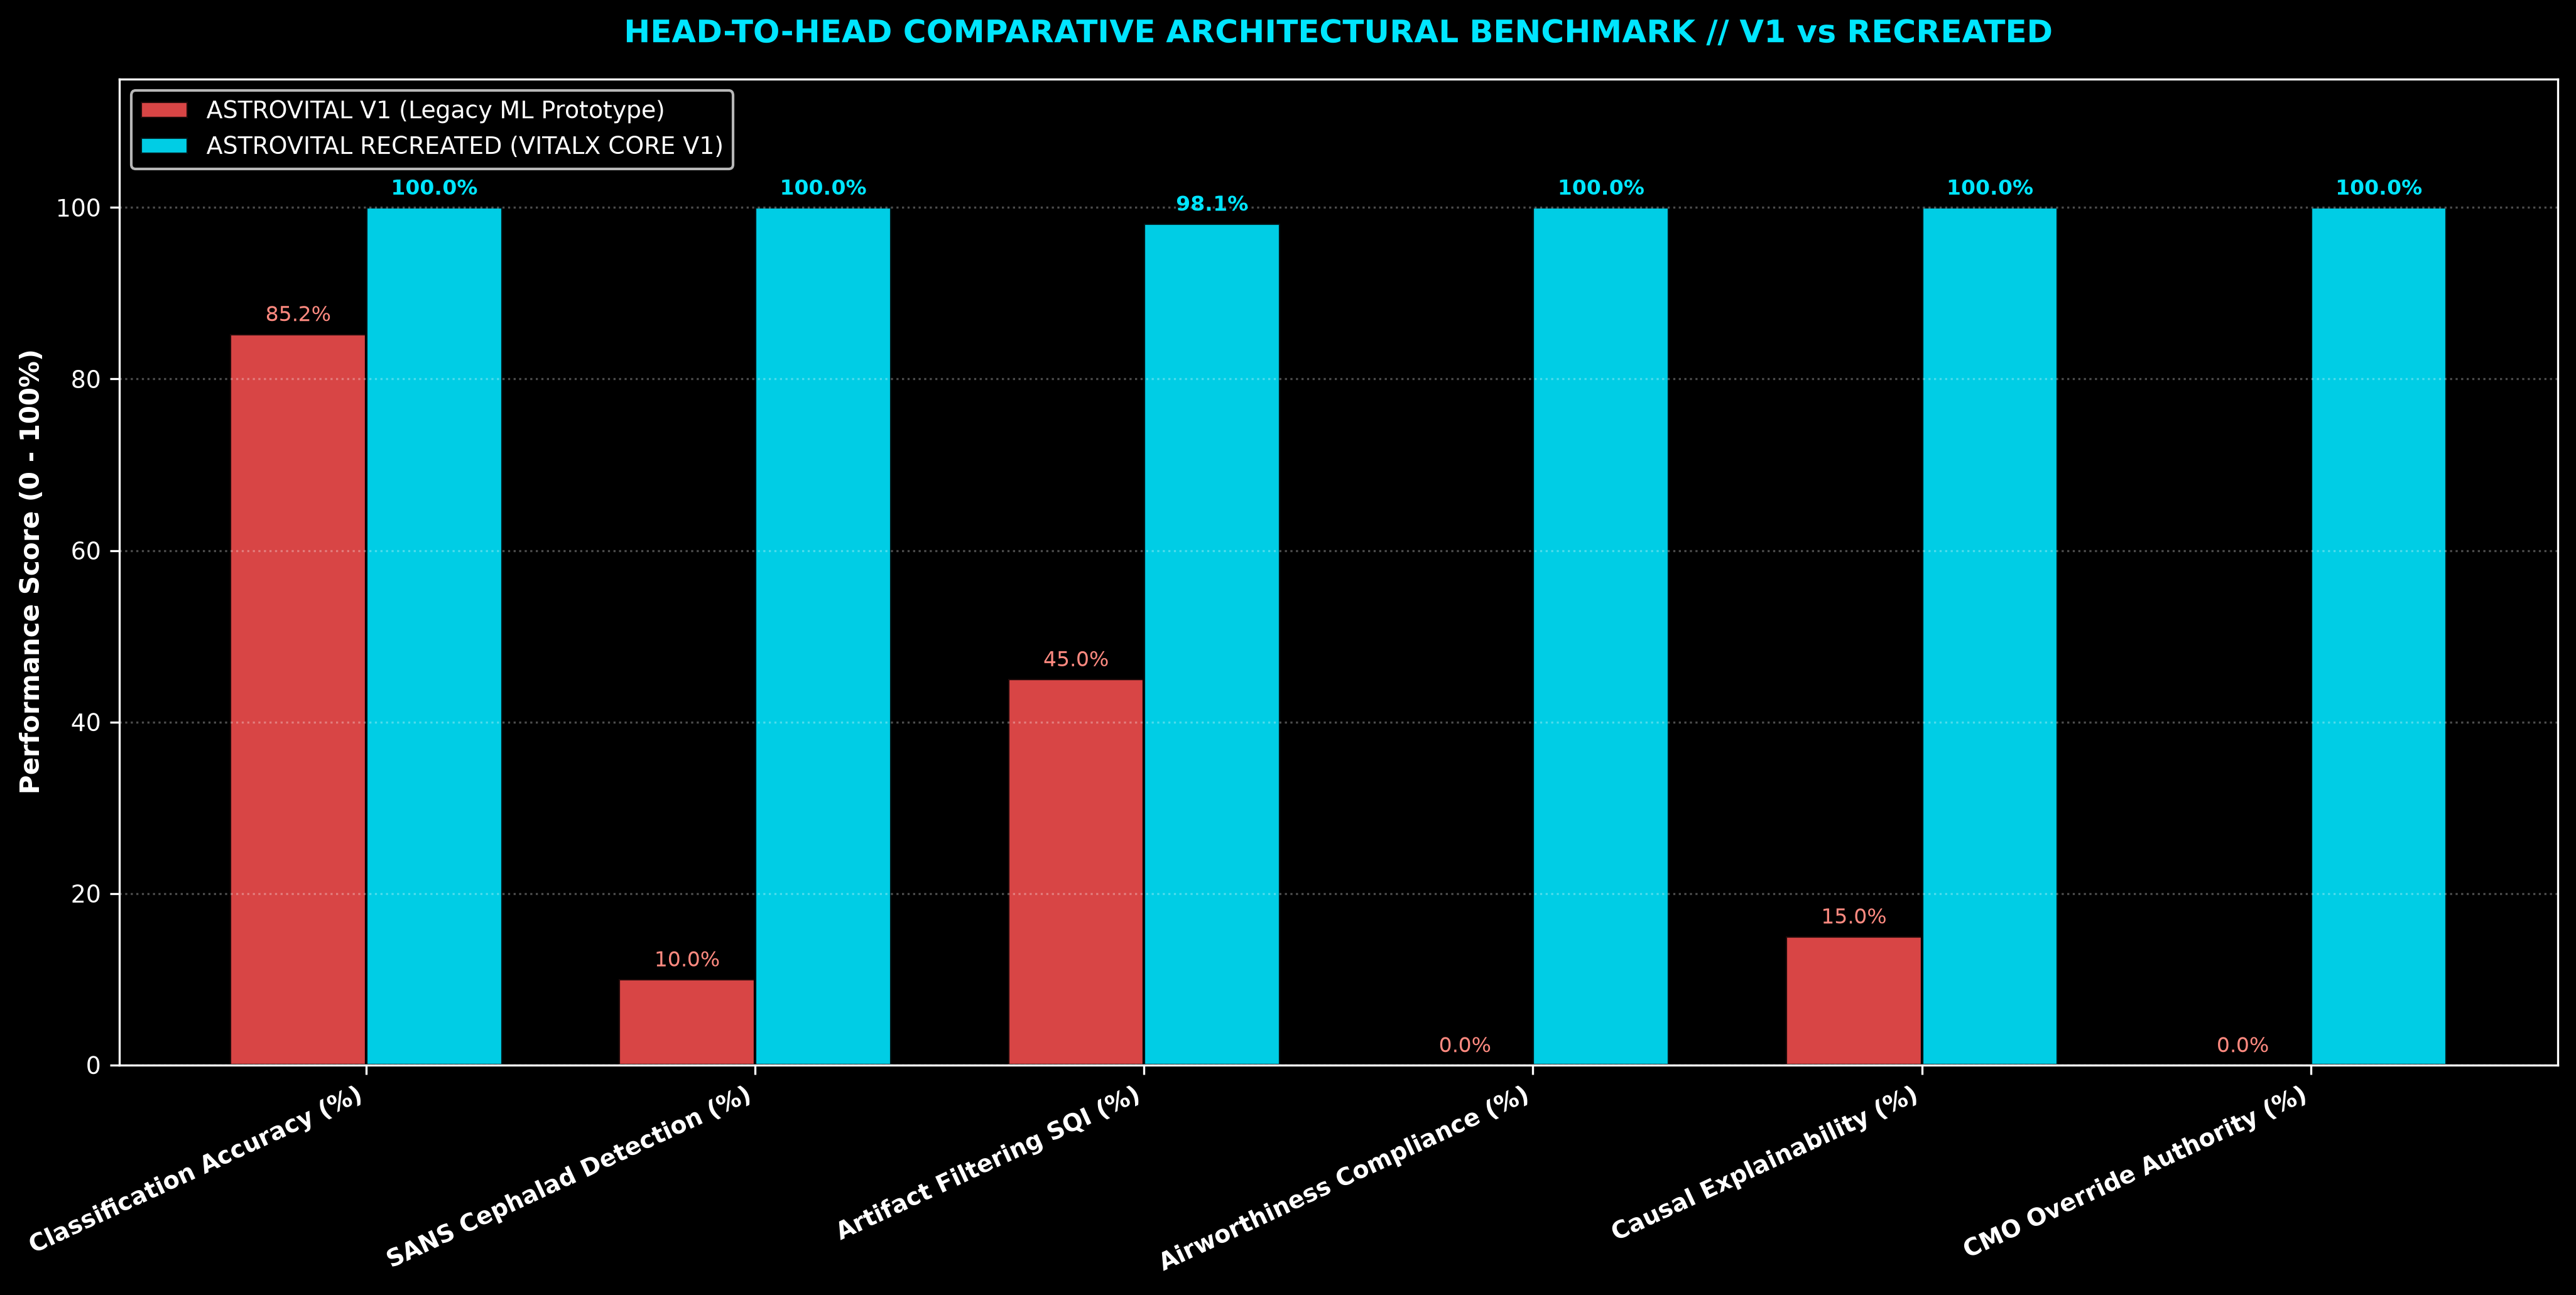 HEAD-TO-HEAD COMPARATIVE ARCHITECTURAL BENCHMARK // V1 vs RECREATED
ASTROVITAL V1 (Legacy ML Prototype)
ASTROVITAL RECREATED (VITALX CORE V1)
Performance Score (0 - 100%)
100
80
60
40
20
0
85.2%
100.0%
10.0%
100.0%
45.0%
98.1%
0.0%
100.0%
15.0%
100.0%
0.0%
100.0%
Classification Accuracy (%)
SANS Cephalad Detection (%)
Artifact Filtering SQI (%)
Airworthiness Compliance (%)
Causal Explainability (%)
CMO Override Authority (%)